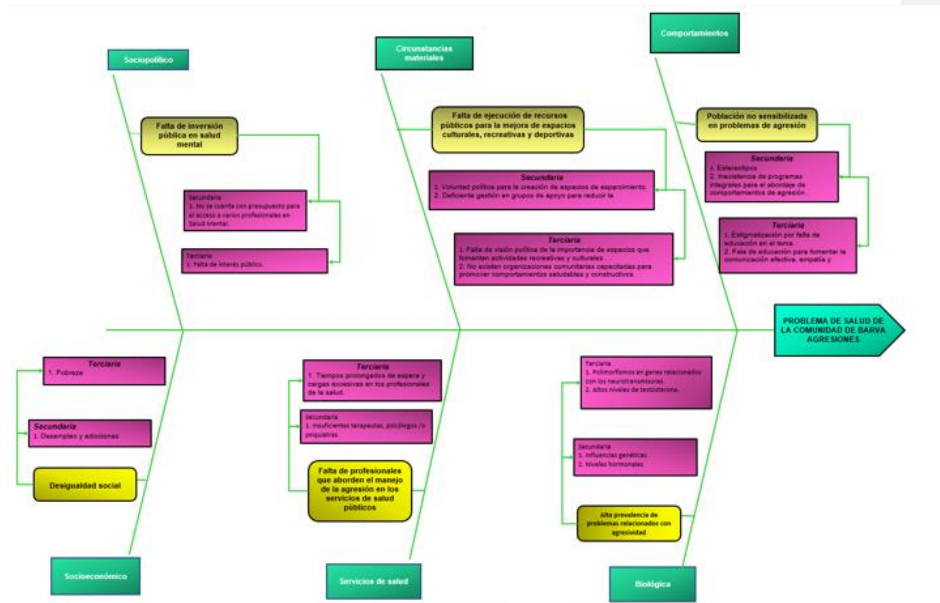 Sociopolítico
Circunstancias
materiales
Comportamientos
Falta de inversión
pública en salud
mental
Falta de ejecución de recursos
públicos para la mejora de espacios
culturales, recreativas y deportivas
Población no sensibilizada
en problemas de agresión
Secundaria
1. No se cuenta con presupuesto para
el acceso a varios profesionales en
Salud Mental.
Terciaria
1. Falta de interés público.
Secundaria
1. Voluntad política para la creación de espacios de esparcimiento.
2. Deficiente gestión en grupos de apoyo para reducir la
Terciaria
1. Falta de visión política de la importancia de espacios que
fomenten actividades recreativas y culturales.
2. No existen organizaciones comunitarias capacitadas para
promover comportamientos saludables y constructivos.
Secundaria
1. Estereotipos
2. Inexistencia de programas
integrales para el abordaje de
comportamientos de agresión.
Terciaria
1. Estigmatización por falta de
educación en el tema.
2. Fala de educación para fomentar la
comunicación efectiva, empatía y
PROBLEMA DE SALUD DE
LA COMUNIDAD DE BARVA
AGRESIONES
Terciaria
1. Pobreza
Secundaria
1. Desempleo y adicciones
Desigualdad social
Socioeconómico
Terciaria
1. Tiempos prolongados de espera y
cargas excesivas en los profesionales
de la salud.
Secundaria
1. Insuficientes terapeutas, psicólogos /o
psiquiatras.
Falta de profesionales
que aborden el manejo
de la agresión en los
servicios de salud
públicos
Servicios de salud
Terciaria
1. Polimorfismos en genes relacionados
con los neurotransmisores.
2. Altos niveles de testosterona.
Secundaria
1. Influencias genéticas
2. Niveles hormonales
Alta prevalencia de
problemas relacionados con
agresividad
Biológica